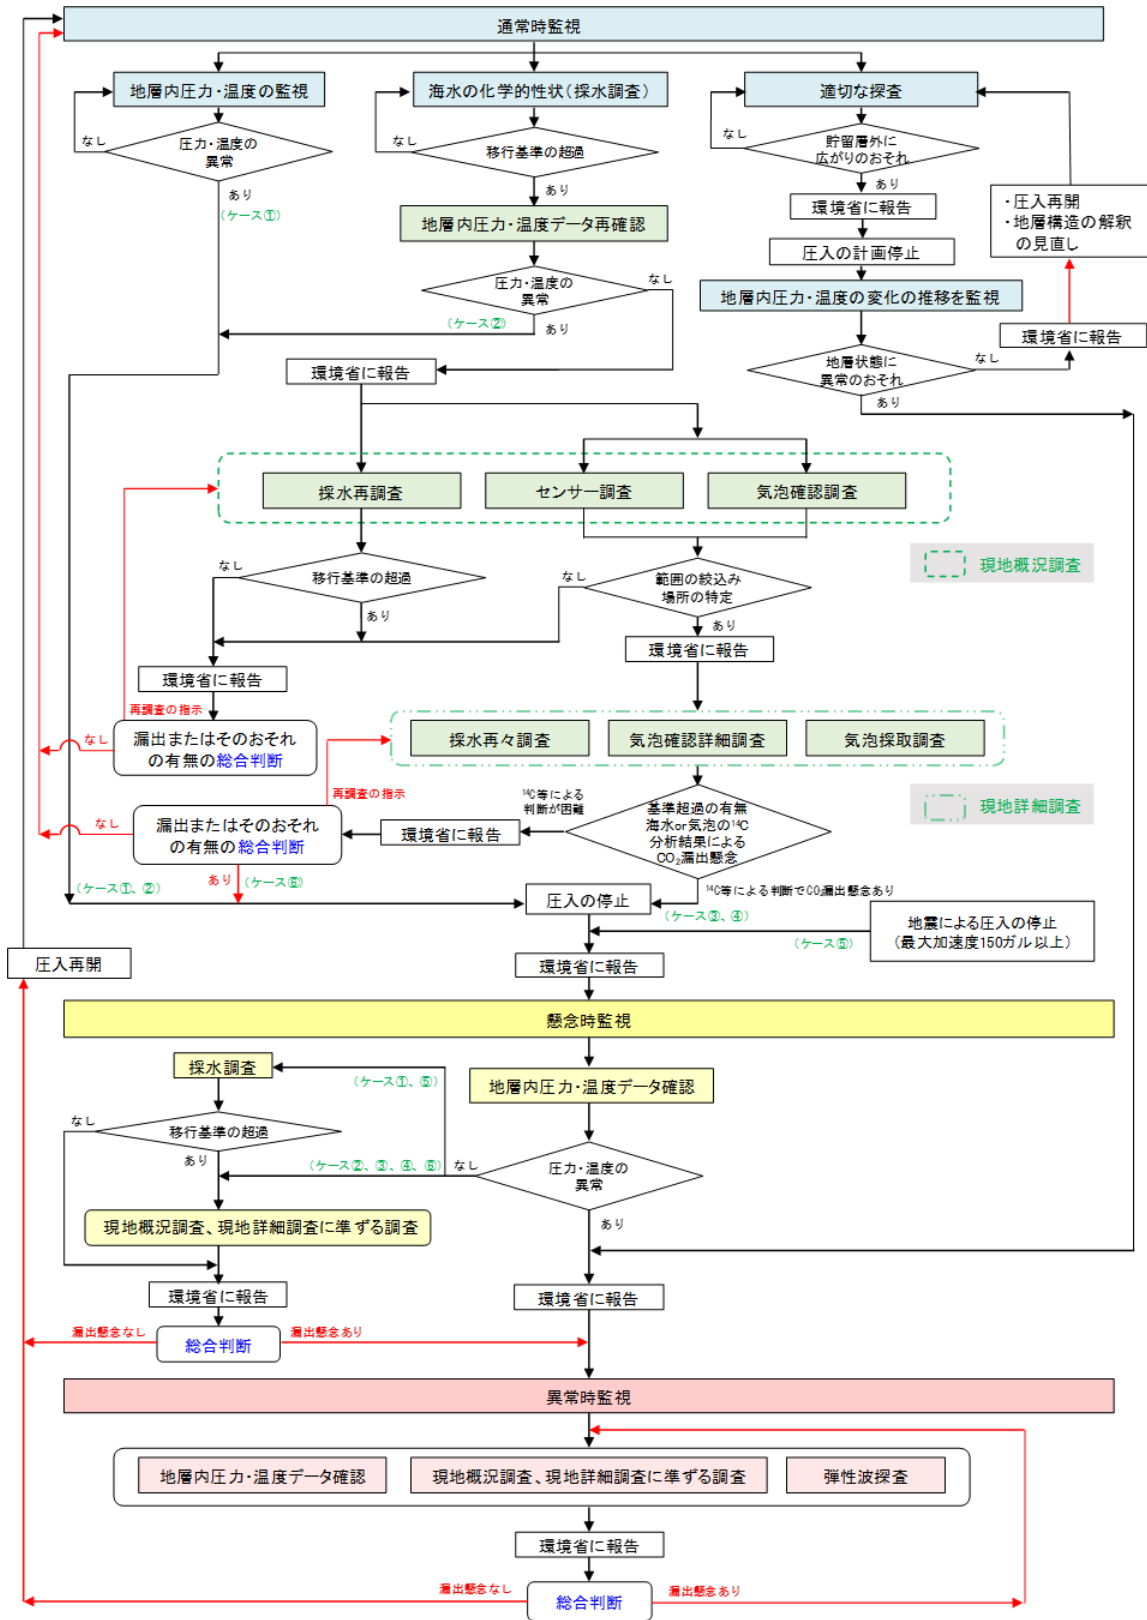 通常時監視
地層内圧力・温度の監視
海水の化学的性状（採水調査）
適切な探査
なし
圧力・温度の
異常
なし
移行基準の超過
なし
貯留層外に
広がりのおそれ
あり
（ケース①）
あり
あり
環境省に報告
・圧入再開
・地層構造の解釈
の見直し
地層内圧力・温度データ再確認
圧入の計画停止
圧力・温度の
異常
なし
地層内圧力・温度の変化の推移を監視
（ケース②）
あり
環境省に報告
環境省に報告
地層状態に
異常のおそれ
なし
あり
採水再調査
センサー調査
気泡確認調査
なし
移行基準の超過
なし
範囲の絞込み
場所の特定
現地概況調査
あり
あり
環境省に報告
環境省に報告
再調査の指示
なし
漏出またはそのおそれ
の有無の総合判断
採水再々調査
気泡確認詳細調査
気泡採取調査
再調査の指示
¹⁴C等による
判断が困難
現地詳細調査
なし
漏出またはそのおそれ
の有無の総合判断
環境省に報告
基準超過の有無
海水or気泡の¹⁴C
分析結果による
CO₂漏出懸念
あり
（ケース⑥）
（ケース①、②）
¹⁴C等による判断でCO₂漏出懸念あり
圧入の停止
（ケース③、④）
地震による圧入の停止
（最大加速度150ガル以上）
（ケース⑤）
圧入再開
環境省に報告
懸念時監視
採水調査
（ケース①、⑤）
地層内圧力・温度データ確認
なし
移行基準の超過
あり
（ケース②、③、④、⑥）
なし
圧力・温度の
異常
現地概況調査、現地詳細調査に準ずる調査
あり
環境省に報告
環境省に報告
漏出懸念なし
総合判断
漏出懸念あり
異常時監視
地層内圧力・温度データ確認
現地概況調査、現地詳細調査に準ずる調査
弾性波探査
環境省に報告
漏出懸念なし
総合判断
漏出懸念あり